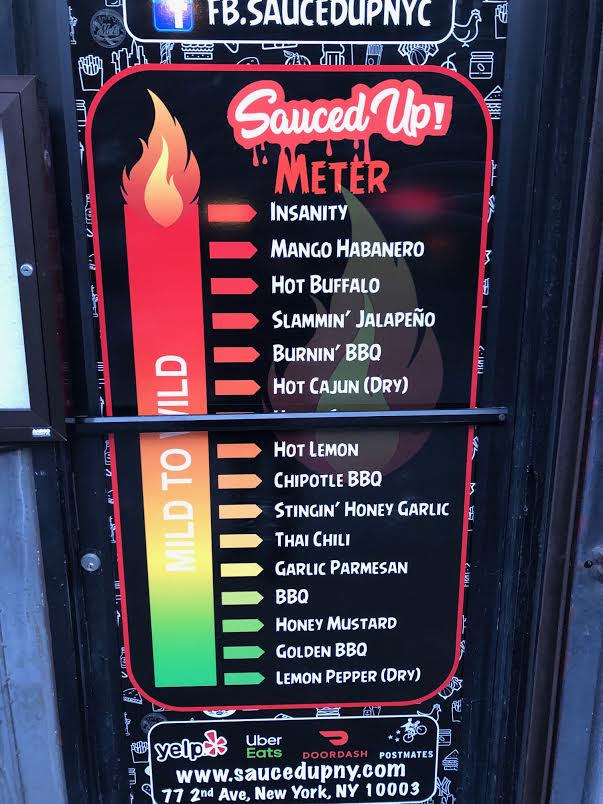 FB.SAUCEDUPNYC
Sauced Up!
METER
INSANITY
MANGO HABANERO
HOT BUFFALO
SLAMMIN' JALAPEÑO
BURNIN' BBQ
HOT CAJUN (DRY)
HOT LEMON
CHIPOTLE BBQ
STINGIN' HONEY GARLIC
THAI CHILI
GARLIC PARMESAN
BBQ
HONEY MUSTARD
GOLDEN BBQ
LEMON PEPPER (DRY)
MILD TO WILD
yelp
Uber
Eats
DOORDASH
POSTMATES
www.saucedupny.com
77 2nd Ave, New York, NY 10003